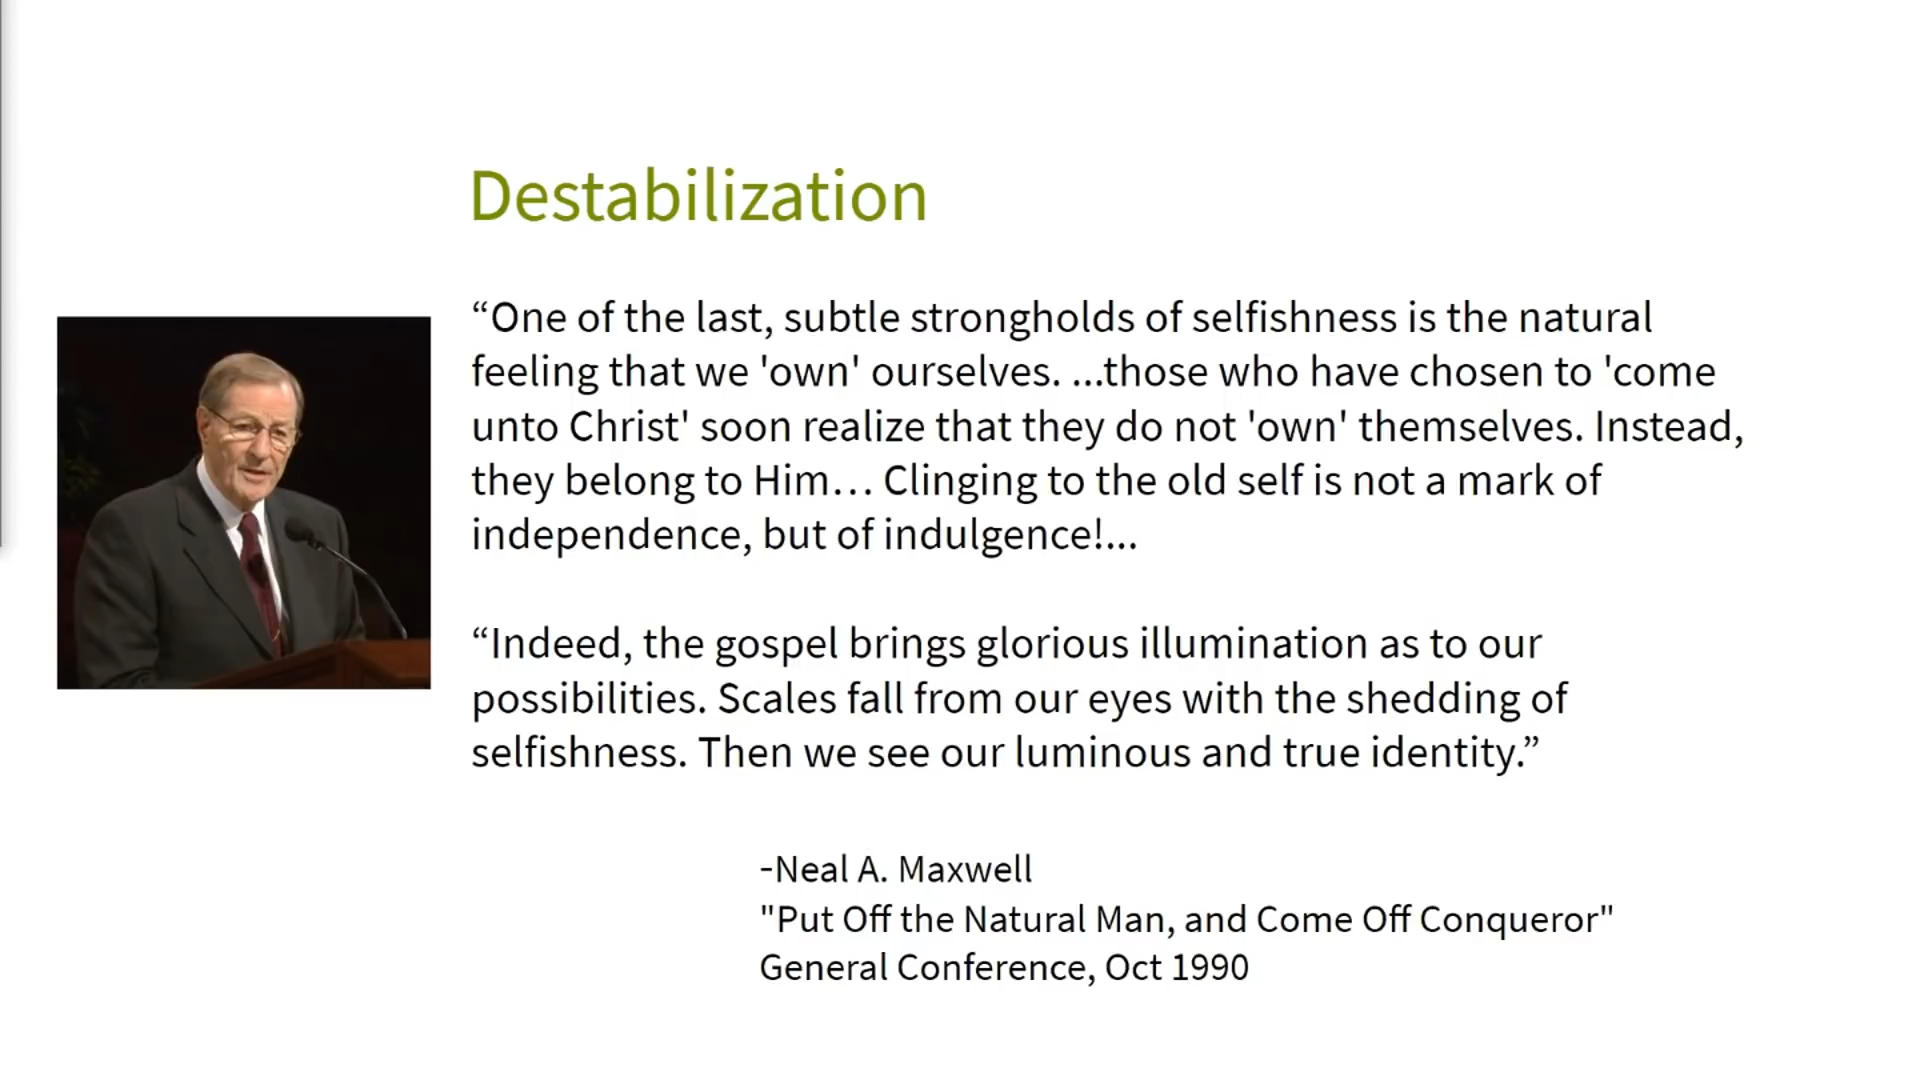 Destabilization
“One of the last, subtle strongholds of selfishness is the natural
feeling that we 'own' ourselves. ...those who have chosen to 'come
unto Christ' soon realize that they do not 'own' themselves. Instead,
they belong to Him… Clinging to the old self is not a mark of
independence, but of indulgence!...
“Indeed, the gospel brings glorious illumination as to our
possibilities. Scales fall from our eyes with the shedding of
selfishness. Then we see our luminous and true identity.”
-Neal A. Maxwell
"Put Off the Natural Man, and Come Off Conqueror"
General Conference, Oct 1990